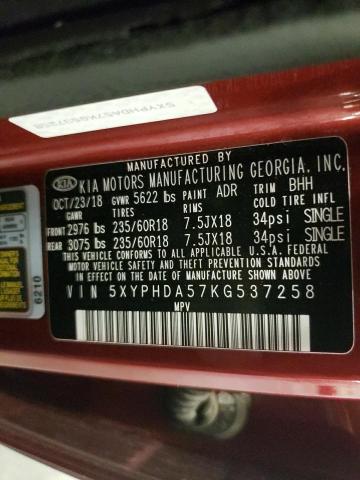 5XYPHDA57KG537258
MANUFACTURED BY
KIA KIA MOTORS MANUFACTURING GEORGIA, INC.
OCT/23/18 GVWR 5622 lbs PAINT ADR TRIM BHH
GAWR TIRES RIMS COLD TIRE INFL
FRONT 2976 lbs 235/60R18 7.5JX18 34psi SINGLE
REAR 3075 lbs 235/60R18 7.5JX18 34psi SINGLE
THIS VEHICLE CONFORMS TO ALL APPLICABLE U.S.A. FEDERAL
MOTOR VEHICLE SAFETY AND THEFT PREVENTION STANDARDS
IN EFFECT ON THE DATE OF MANUFACTURE SHOWN ABOVE.
VIN 5XYPHDA57KG537258
MPV
6210